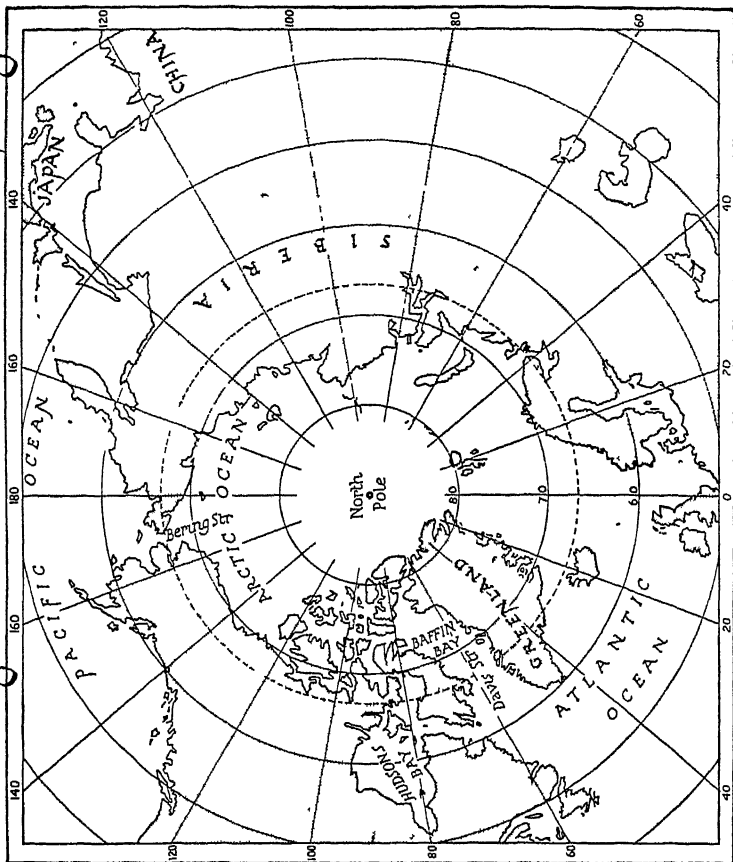 120
100
80
60
CHINA
JAPAN
140
40
SIBERIA
160
OCEAN
ARCTIC OCEAN
North
Pole
180
80
70
60
0
Bering Str
PACIFIC
160
GREENLAND
BAFFIN
BAY
DAVIS STR
20
ATLANTIC
OCEAN
HUDSONS
BAY
140
40
120
100
80
60